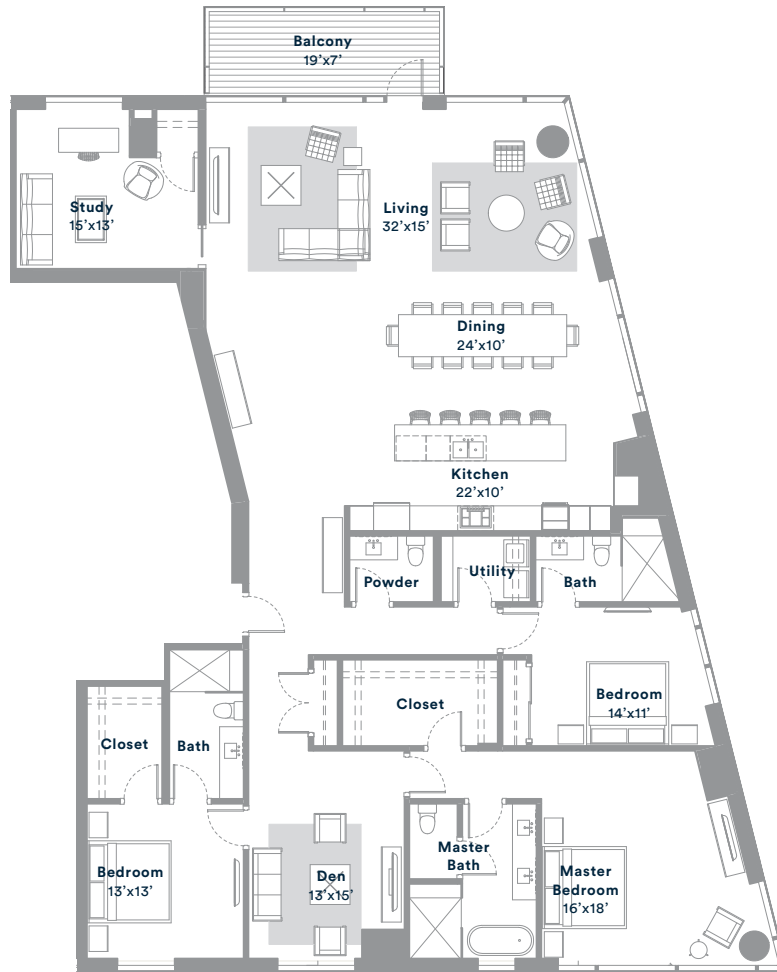 Balcony
19’x7’
Study
15’x13’
Living
32’x15’
Dining
24’x10’
Kitchen
22’x10’
Powder
Utility
Bath
Closet
Bedroom
14’x11’
Closet
Bath
Bedroom
13’x13’
Den
13’x15’
Master
Bath
Master
Bedroom
16’x18’